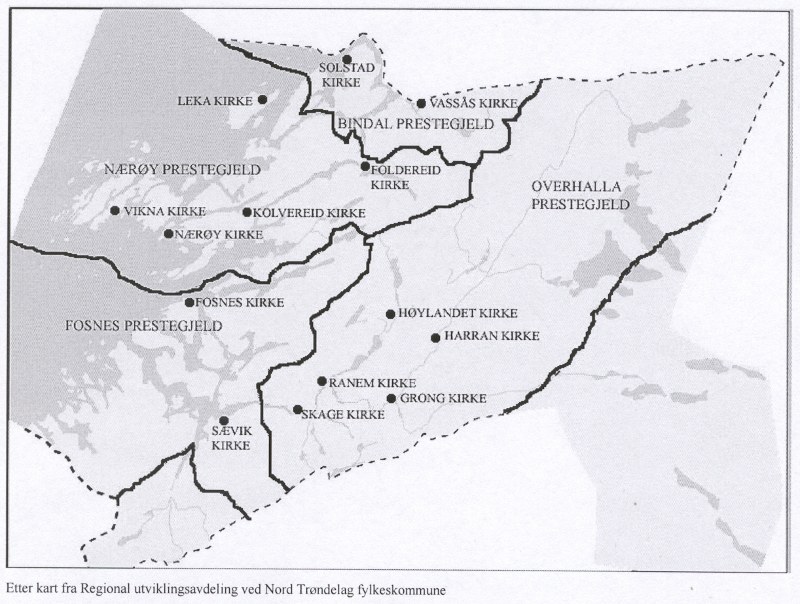 SOLSTAD
KIRKE
LEKA KIRKE
VASSÅS KIRKE
BINDAL PRESTEGJELD
NÆRØY PRESTEGJELD
FOLDEREID
KIRKE
OVERHALLA
PRESTEGJELD
VIKNA KIRKE
KOLVEREID KIRKE
NÆRØY KIRKE
FOSNES KIRKE
FOSNES PRESTEGJELD
HØYLANDET KIRKE
HARRAN KIRKE
RANEM KIRKE
GRONG KIRKE
SKAGE KIRKE
SÆVIK
KIRKE
Etter kart fra Regional utviklingsavdeling ved Nord Trøndelag fylkeskommune